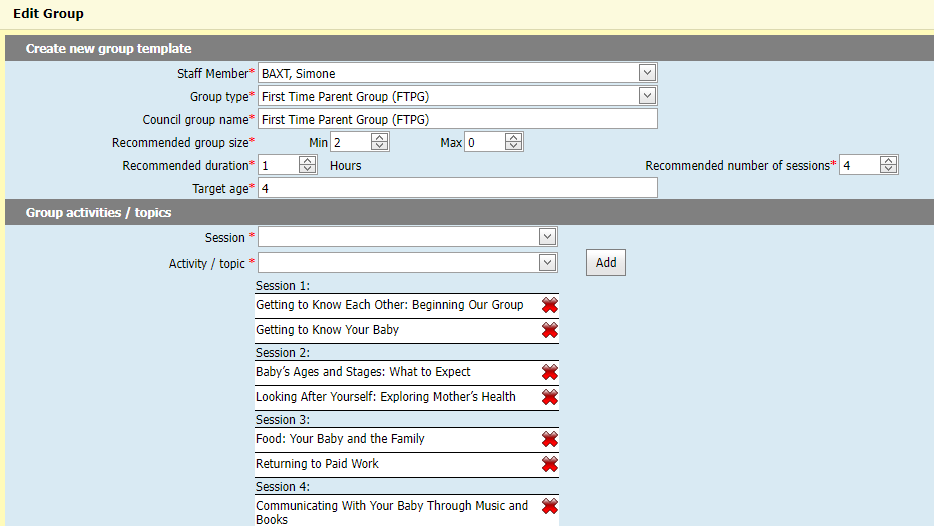 Edit Group
Create new group template
Staff Member* BAXT, Simone
Group type* First Time Parent Group (FTPG)
Council group name* First Time Parent Group (FTPG)
Recommended group size* Min 2 Max 0
Recommended duration* 1 Hours Recommended number of sessions* 4
Target age* 4
Group activities / topics
Session *
Activity / topic * Add
Session 1:
Getting to Know Each Other: Beginning Our Group
Getting to Know Your Baby
Session 2:
Baby’s Ages and Stages: What to Expect
Looking After Yourself: Exploring Mother’s Health
Session 3:
Food: Your Baby and the Family
Returning to Paid Work
Session 4:
Communicating With Your Baby Through Music and
Books